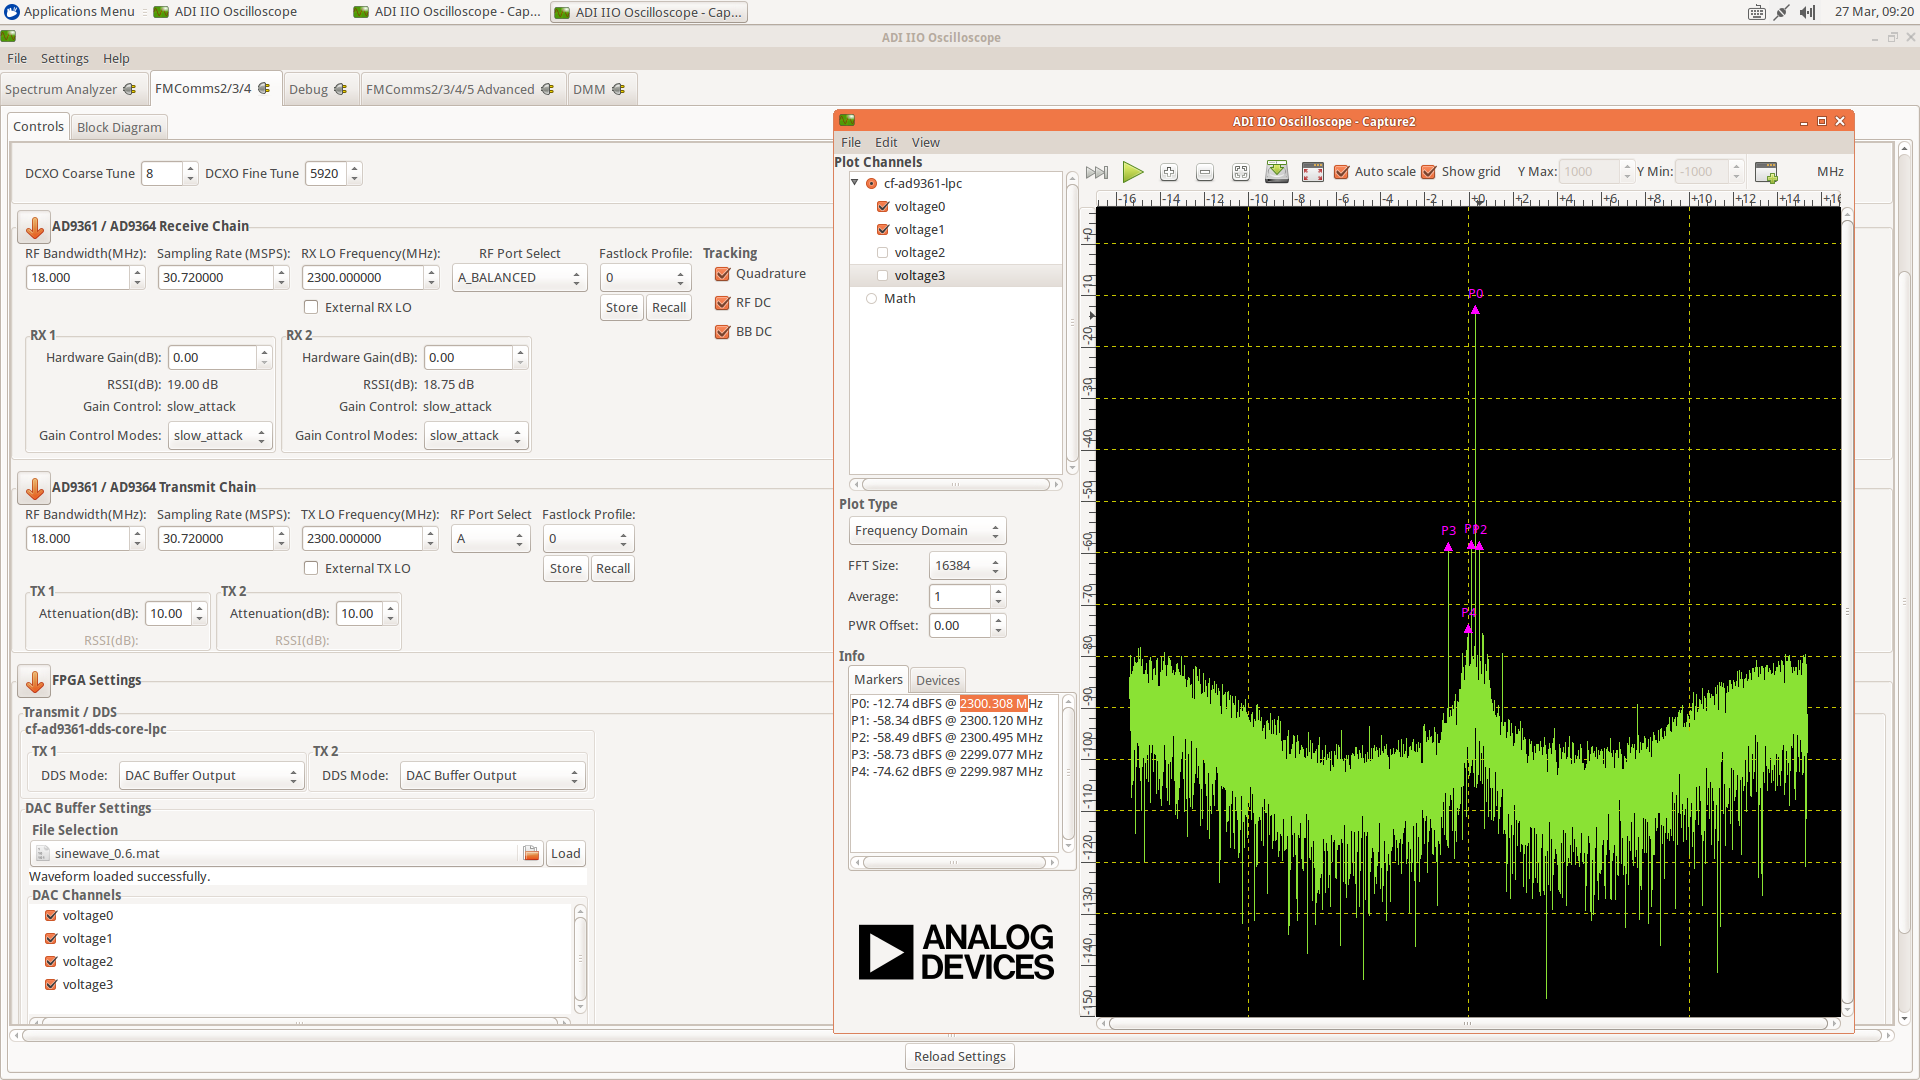 Applications Menu
ADI IIO Oscilloscope
ADI IIO Oscilloscope - Cap...
ADI IIO Oscilloscope - Cap...
27 Mar, 09:20
ADI IIO Oscilloscope
File Settings Help
Spectrum Analyzer
FMComms2/3/4
Debug
FMComms2/3/4/5 Advanced
DMM
Controls
Block Diagram
DCXO Coarse Tune 8 DCXO Fine Tune 5920
AD9361 / AD9364 Receive Chain
RF Bandwidth(MHz): Sampling Rate (MSPS): RX LO Frequency(MHz): RF Port Select Fastlock Profile: Tracking
18.000 30.720000 2300.000000 A_BALANCED 0 Quadrature
External RX LO Store Recall RF DC
BB DC
RX 1
Hardware Gain(dB): 0.00
RSSI(dB): 19.00 dB
Gain Control: slow_attack
Gain Control Modes: slow_attack
RX 2
Hardware Gain(dB): 0.00
RSSI(dB): 18.75 dB
Gain Control: slow_attack
Gain Control Modes: slow_attack
AD9361 / AD9364 Transmit Chain
RF Bandwidth(MHz): Sampling Rate (MSPS): TX LO Frequency(MHz): RF Port Select Fastlock Profile:
18.000 30.720000 2300.000000 A 0
External TX LO Store Recall
TX 1
Attenuation(dB): 10.00
RSSI(dB):
TX 2
Attenuation(dB): 10.00
RSSI(dB):
FPGA Settings
Transmit / DDS
cf-ad9361-dds-core-lpc
TX 1
DDS Mode: DAC Buffer Output
TX 2
DDS Mode: DAC Buffer Output
DAC Buffer Settings
File Selection
sinewave_0.6.mat Load
Waveform loaded successfully.
DAC Channels
voltage0
voltage1
voltage2
voltage3
Reload Settings
ADI IIO Oscilloscope - Capture2
File Edit View
Plot Channels
cf-ad9361-lpc
voltage0
voltage1
voltage2
voltage3
Math
Plot Type
Frequency Domain
FFT Size: 16384
Average: 1
PWR Offset: 0.00
Info
Markers
Devices
P0: -12.74 dBFS @ 2300.308 MHz
P1: -58.34 dBFS @ 2300.120 MHz
P2: -58.49 dBFS @ 2300.495 MHz
P3: -58.73 dBFS @ 2299.077 MHz
P4: -74.62 dBFS @ 2299.987 MHz
ANALOG
DEVICES
Auto scale Show grid Y Max: 1000 Y Min: -1000 MHz
-16 -14 -12 -10 -8 -6 -4 -2 +0 +2 +4 +6 +8 +10 +12 +14 +16
+0
-10
-20
-30
-40
-50
-60
-70
-80
-90
-100
-110
-120
-130
-140
-150
P0
P3
P2
P4